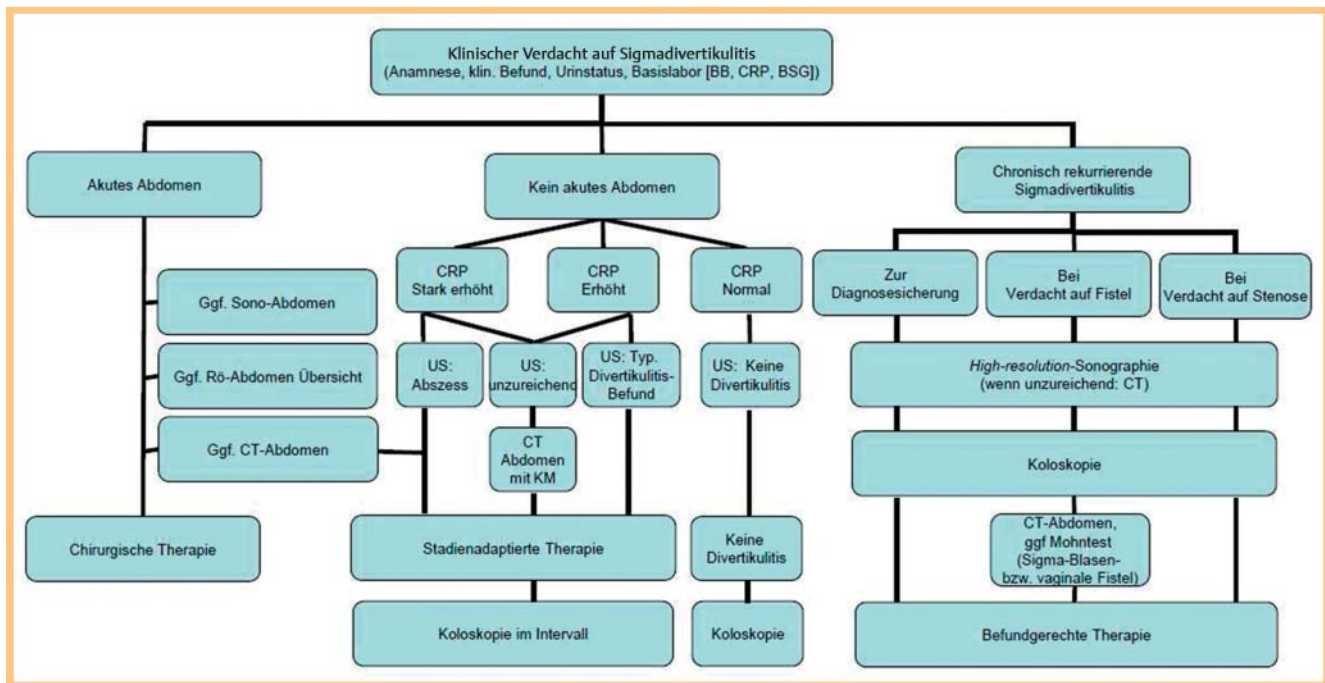 Klinischer Verdacht auf Sigmadivertikulitis
(Anamnese, klin. Befund, Urinstatus, Basislabor [BB, CRP, BSG])
Akutes Abdomen
Kein akutes Abdomen
Chronisch rekurrierende
Sigmadivertikulitis
CRP
Stark erhöht
CRP
Erhöht
CRP
Normal
Zur
Diagnosesicherung
Bei
Verdacht auf Fistel
Bei
Verdacht auf Stenose
Ggf. Sono-Abdomen
Ggf. Rö-Abdomen Übersicht
Ggf. CT-Abdomen
US:
Abszess
US:
unzureichend
US: Typ.
Divertikulitis-
Befund
US: Keine
Divertikulitis
High-resolution-Sonographie
(wenn unzureichend: CT)
CT
Abdomen
mit KM
Koloskopie
Chirurgische Therapie
Stadienadaptierte Therapie
Keine
Divertikulitis
CT-Abdomen,
ggf Mohntest
(Sigma-Blasen-
bzw. vaginale Fistel)
Koloskopie im Intervall
Koloskopie
Befundgerechte Therapie